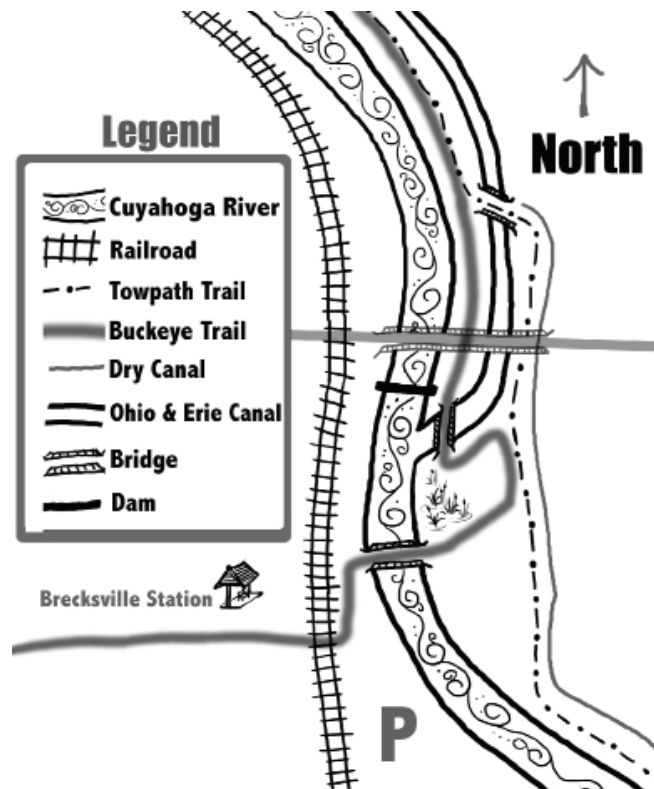 North
Legend
Cuyahoga River
Railroad
Towpath Trail
Buckeye Trail
Dry Canal
Ohio & Erie Canal
Bridge
Dam
Brecksville Station
P